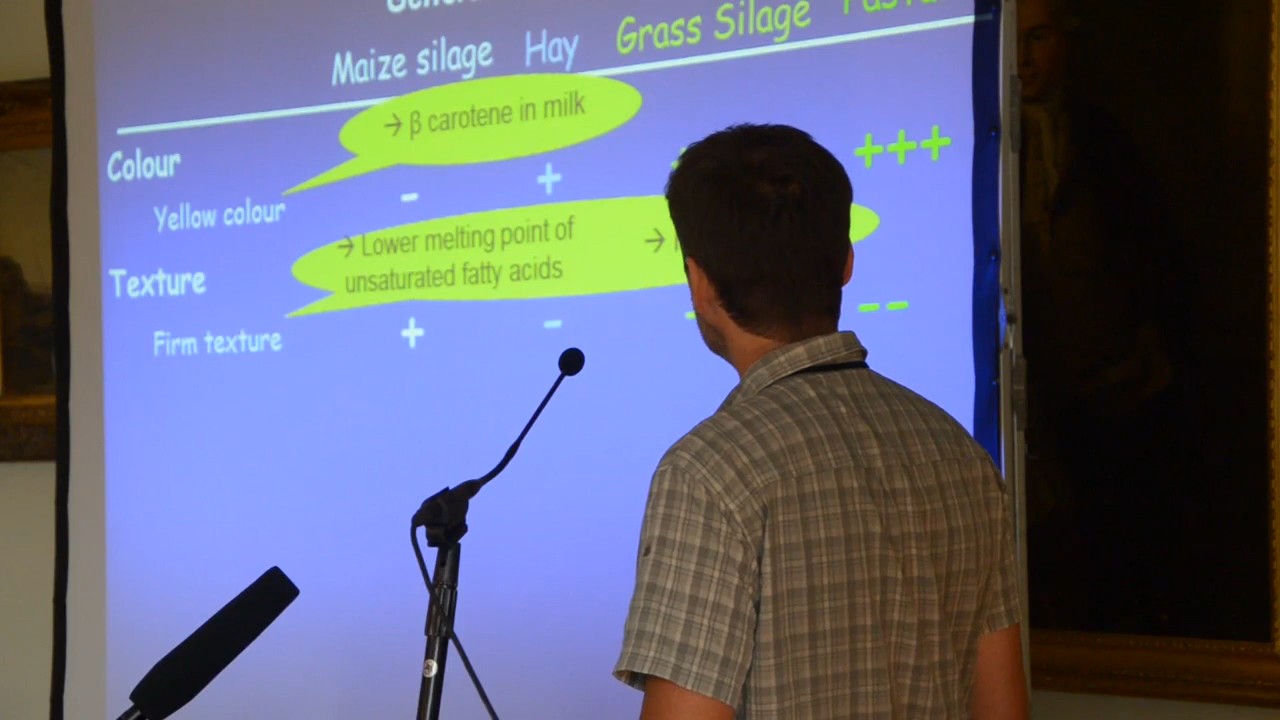 Maize silage Hay Grass Silage
→ β carotene in milk
Colour
+++
Yellow colour - +
→ Lower melting point of →
unsaturated fatty acids
Texture
Firm texture + - --